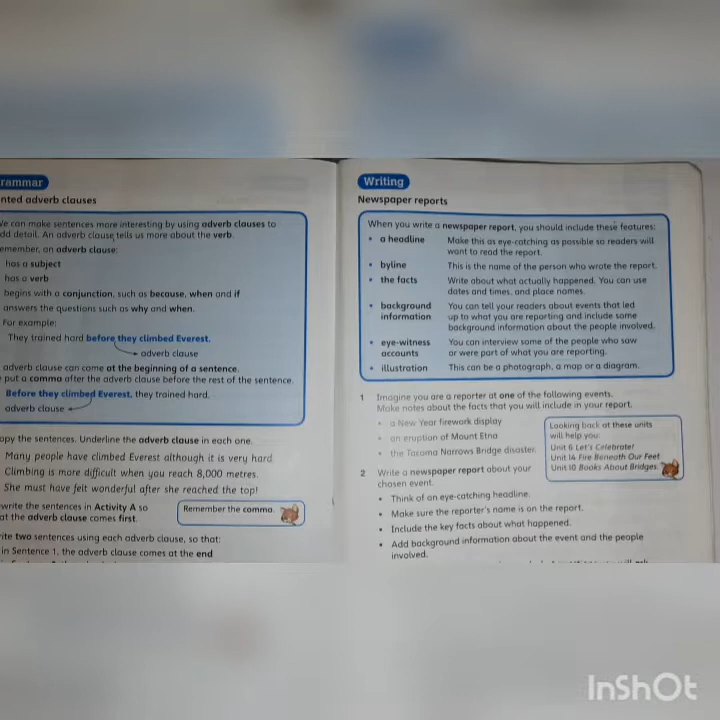 rammar
nted adverb clauses
We can make sentences more interesting by using adverb clauses to
dd detail. An adverb clause tells us more about the verb.
emember, an adverb clause:
has a subject
has a verb
begins with a conjunction, such as because, when and if
answers the questions such as why and when.
For example:
They trained hard before they climbed Everest.
adverb clause
adverb clause can come at the beginning of a sentence.
put a comma after the adverb clause before the rest of the sentence.
Before they climbed Everest, they trained hard.
adverb clause
opy the sentences. Underline the adverb clause in each one.
Many people have climbed Everest although it is very hard.
Climbing is more difficult when you reach 8,000 metres.
She must have felt wonderful after she reached the top!
write the sentences in Activity A so
at the adverb clause comes first.
Remember the comma.
ite two sentences using each adverb clause, so that:
in Sentence 1, the adverb clause comes at the end
Writing
Newspaper reports
When you write a newspaper report, you should include these features:
• a headline Make this as eye-catching as possible so readers will
want to read the report.
• byline This is the name of the person who wrote the report.
• the facts Write about what actually happened. You can use
dates and times, and place names.
• background You can tell your readers about events that led
information up to what you are reporting and include some
background information about the people involved.
• eye-witness You can interview some of the people who saw
accounts or were part of what you are reporting.
• illustration This can be a photograph, a map or a diagram.
1 Imagine you are a reporter at one of the following events.
Make notes about the facts that you will include in your report.
• a New Year firework display
• an eruption of Mount Etna
• the Tacoma Narrows Bridge disaster.
Looking back at these units
will help you:
Unit 6 Let's Celebrate!
Unit 14 Fire Beneath Our Feet
Unit 10 Books About Bridges.
2 Write a newspaper report about your
chosen event.
• Think of an eye-catching headline.
• Make sure the reporter's name is on the report.
• Include the key facts about what happened.
• Add background information about the event and the people
involved.
InShOt